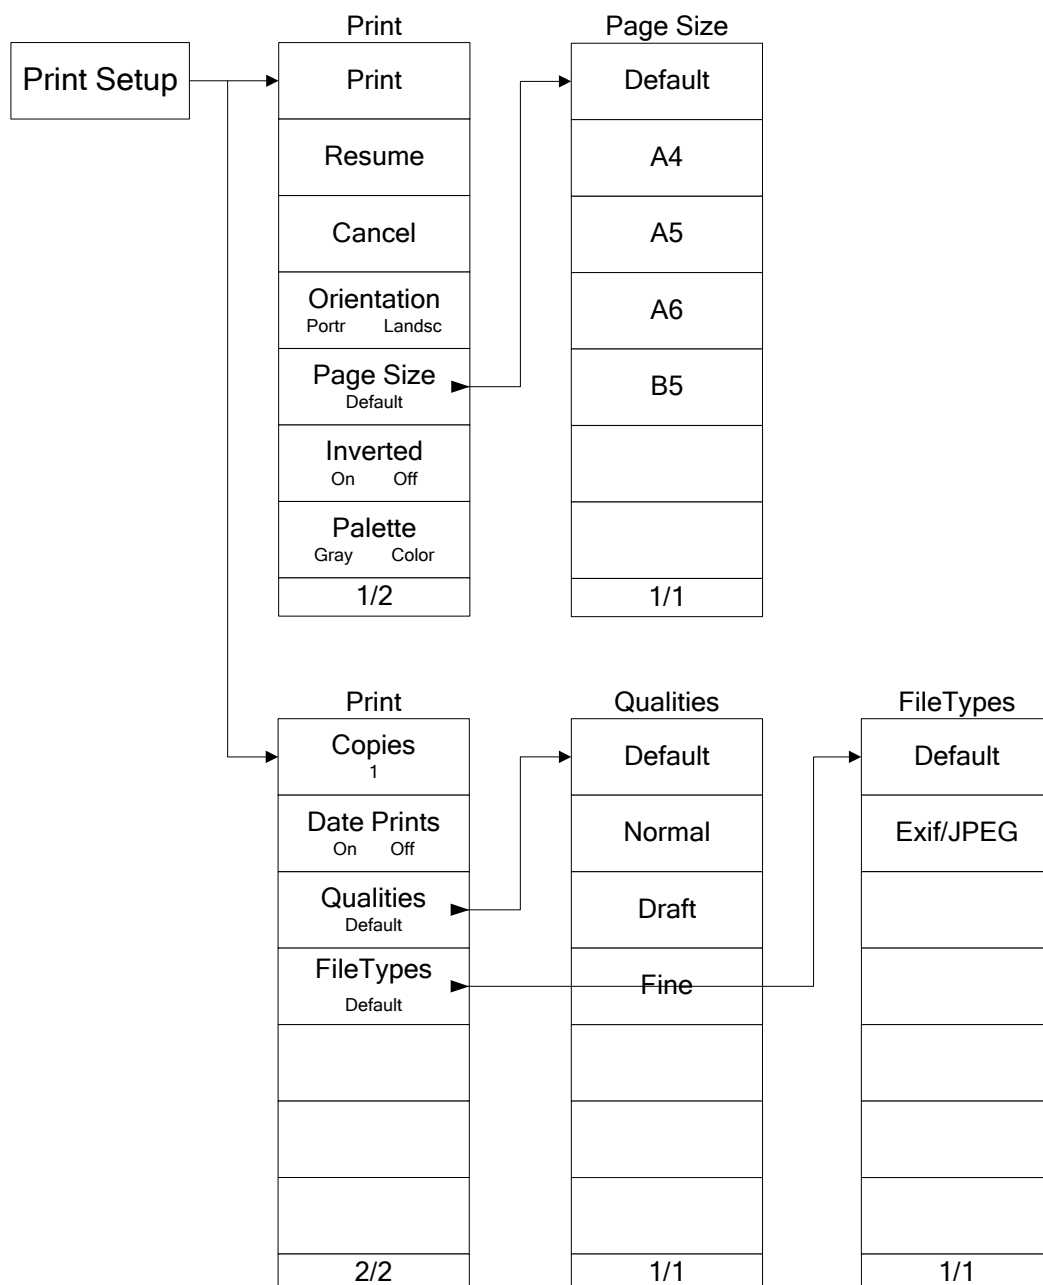 Print Setup
Print
Print
Resume
Cancel
Orientation
Portr Landsc
Page Size
Default
Inverted
On Off
Palette
Gray Color
1/2
Page Size
Default
A4
A5
A6
B5
1/1
Print
Copies
1
Date Prints
On Off
Qualities
Default
FileTypes
Default
2/2
Qualities
Default
Normal
Draft
Fine
1/1
FileTypes
Default
Exif/JPEG
1/1